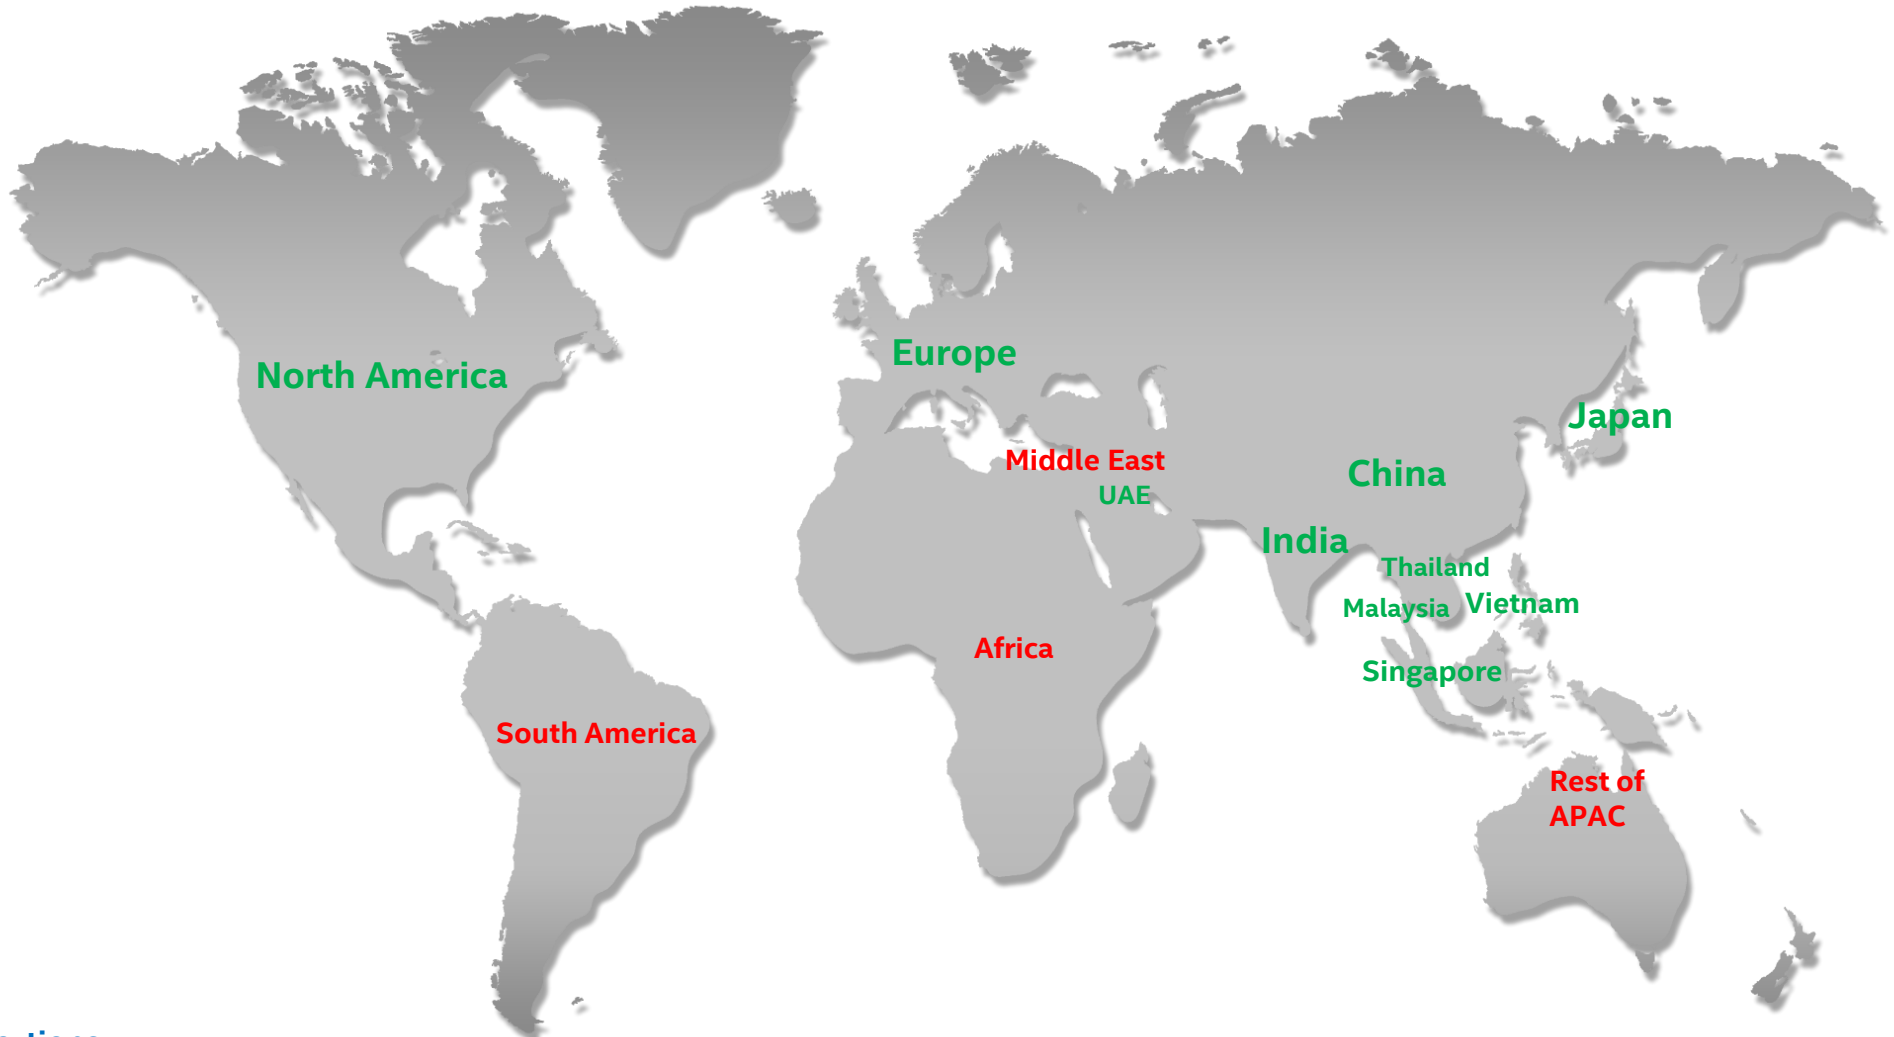 Europe
North America
Japan
Middle East
China
UAE
India
Thailand
Vietnam
Malaysia
Africa
Singapore
South America
Rest of
APAC